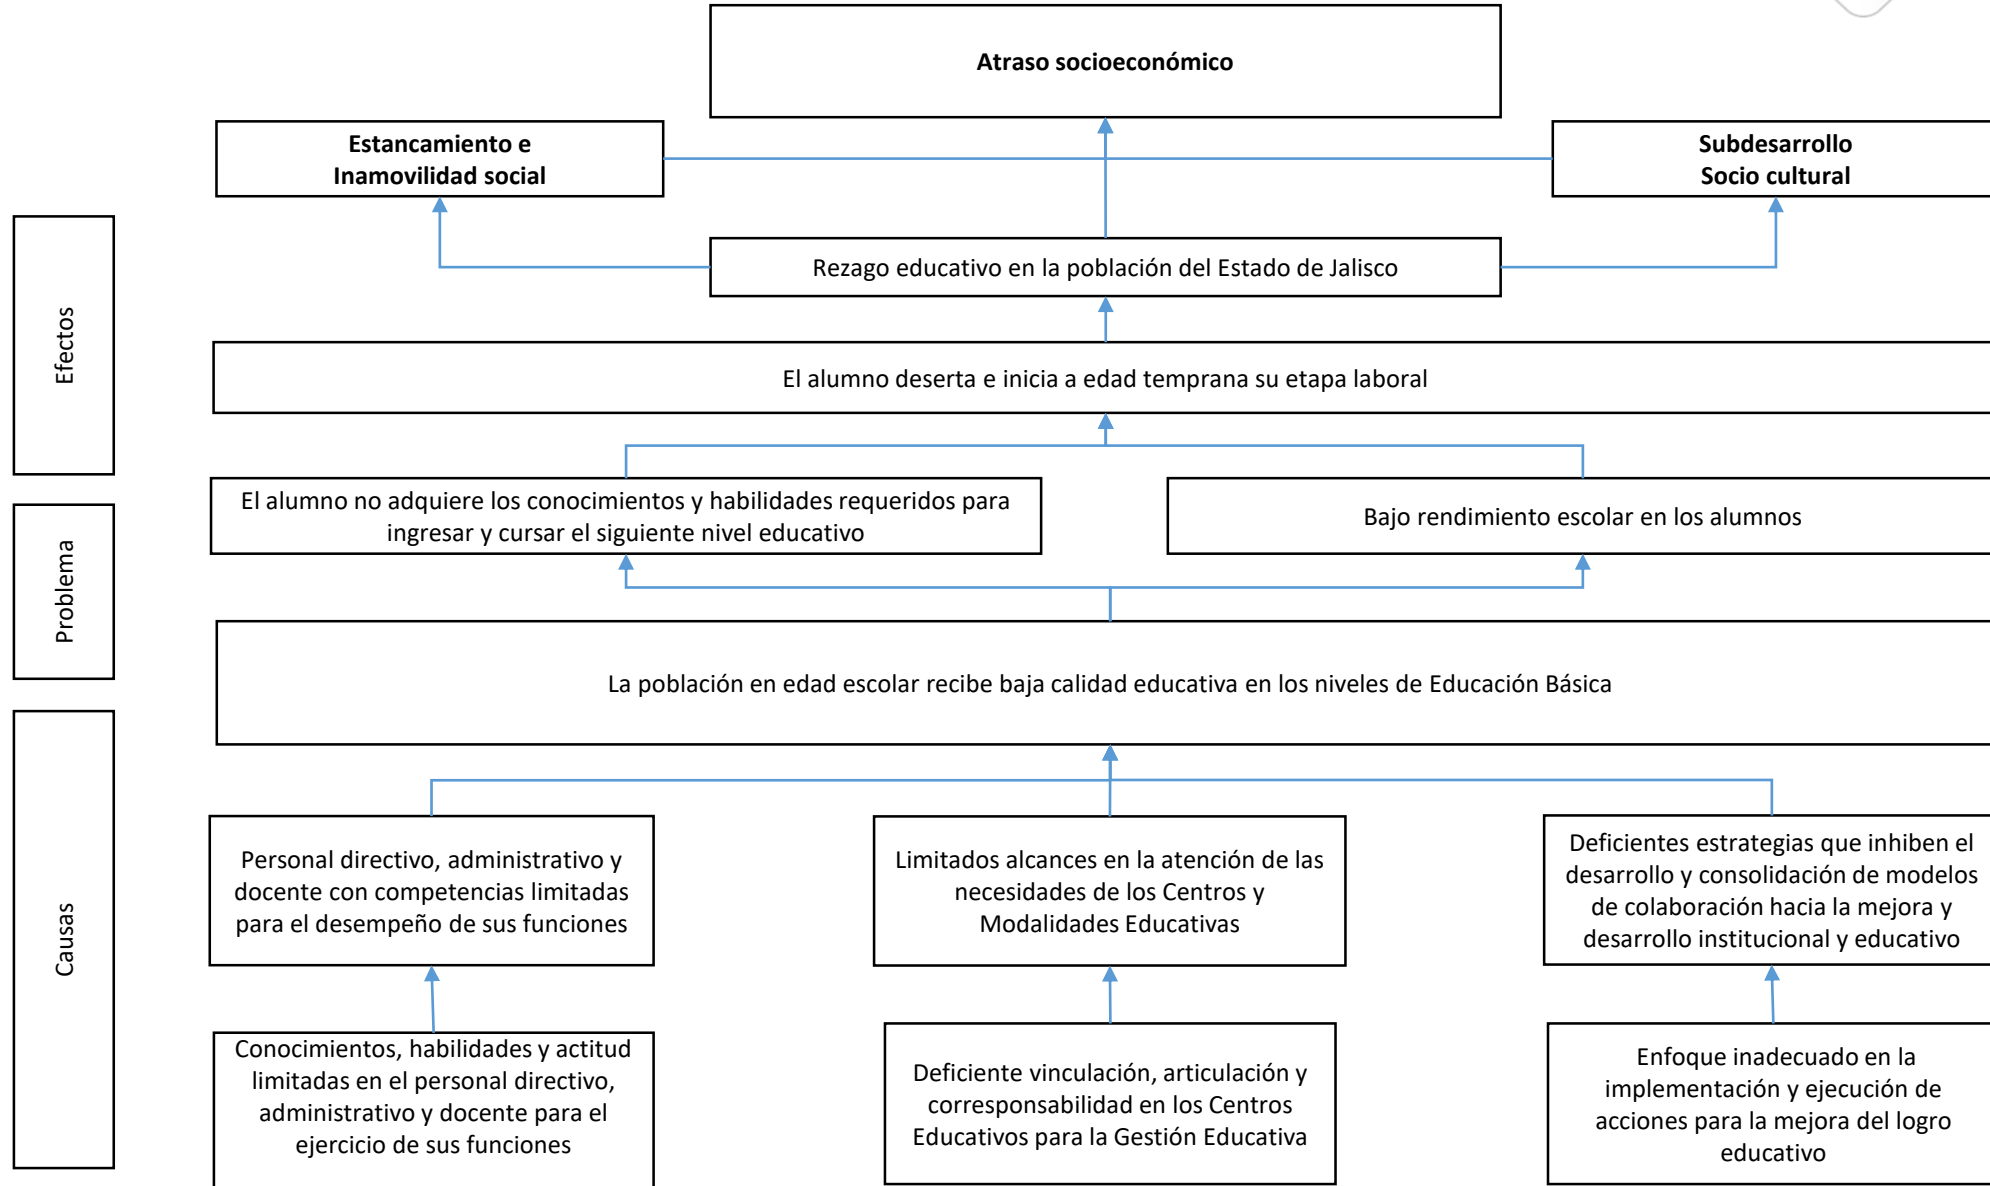 Atraso socioeconómico
Estancamiento e
Inamovilidad social
Subdesarrollo
Socio cultural
Rezago educativo en la población del Estado de Jalisco
Efectos
El alumno deserta e inicia a edad temprana su etapa laboral
El alumno no adquiere los conocimientos y habilidades requeridos para
ingresar y cursar el siguiente nivel educativo
Bajo rendimiento escolar en los alumnos
Problema
La población en edad escolar recibe baja calidad educativa en los niveles de Educación Básica
Causas
Personal directivo, administrativo y
docente con competencias limitadas
para el desempeño de sus funciones
Limitados alcances en la atención de las
necesidades de los Centros y
Modalidades Educativas
Deficientes estrategias que inhiben el
desarrollo y consolidación de modelos
de colaboración hacia la mejora y
desarrollo institucional y educativo
Conocimientos, habilidades y actitud
limitadas en el personal directivo,
administrativo y docente para el
ejercicio de sus funciones
Deficiente vinculación, articulación y
corresponsabilidad en los Centros
Educativos para la Gestión Educativa
Enfoque inadecuado en la
implementación y ejecución de
acciones para la mejora del logro
educativo